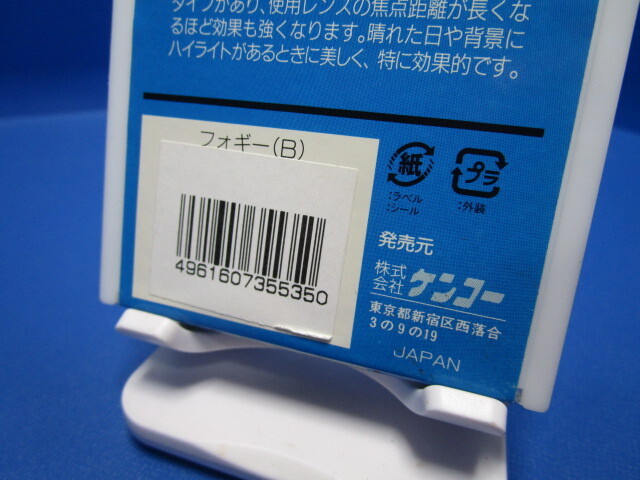 タイプがあり、使用レンズの焦点距離が長くな
るほど効果も強くなります。晴れた日や背景に
ハイライトがあるときに美しく、特に効果的です。
フォギー(B)
4961607355350
紙
:ラベル
:シール
プラ
:外装
発売元
株式会社 ケンコー
東京都新宿区西落合
3の9の19
JAPAN